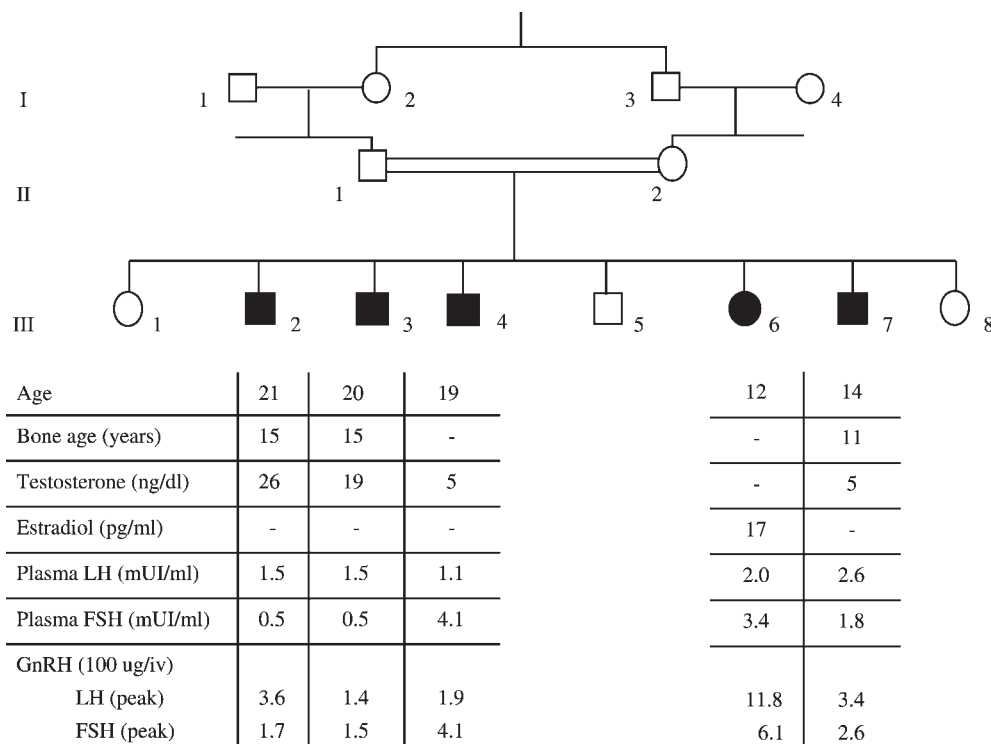 I 1 2 3 4
II 1 2
III 1 2 3 4 5 6 7 8
Age 21 20 19 12 14
Bone age (years) 15 15 - - 11
Testosterone (ng/dl) 26 19 5 - 5
Estradiol (pg/ml) - - - 17 -
Plasma LH (mUI/ml) 1.5 1.5 1.1 2.0 2.6
Plasma FSH (mUI/ml) 0.5 0.5 4.1 3.4 1.8
GnRH (100 ug/iv)
LH (peak) 3.6 1.4 1.9 11.8 3.4
FSH (peak) 1.7 1.5 4.1 6.1 2.6